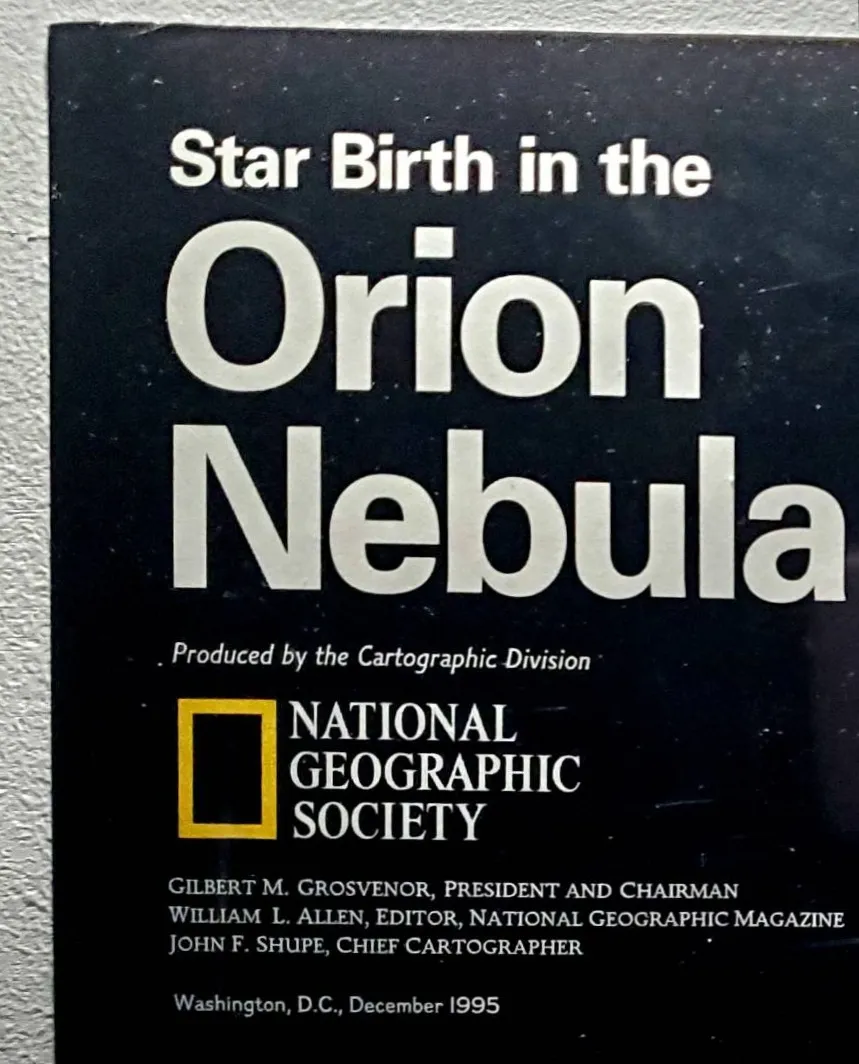 Star Birth in the
Orion
Nebula
Produced by the Cartographic Division
NATIONAL
GEOGRAPHIC
SOCIETY
GILBERT M. GROSVENOR, PRESIDENT AND CHAIRMAN
WILLIAM L. ALLEN, EDITOR, NATIONAL GEOGRAPHIC MAGAZINE
JOHN F. SHUPE, CHIEF CARTOGRAPHER
Washington, D.C., December 1995